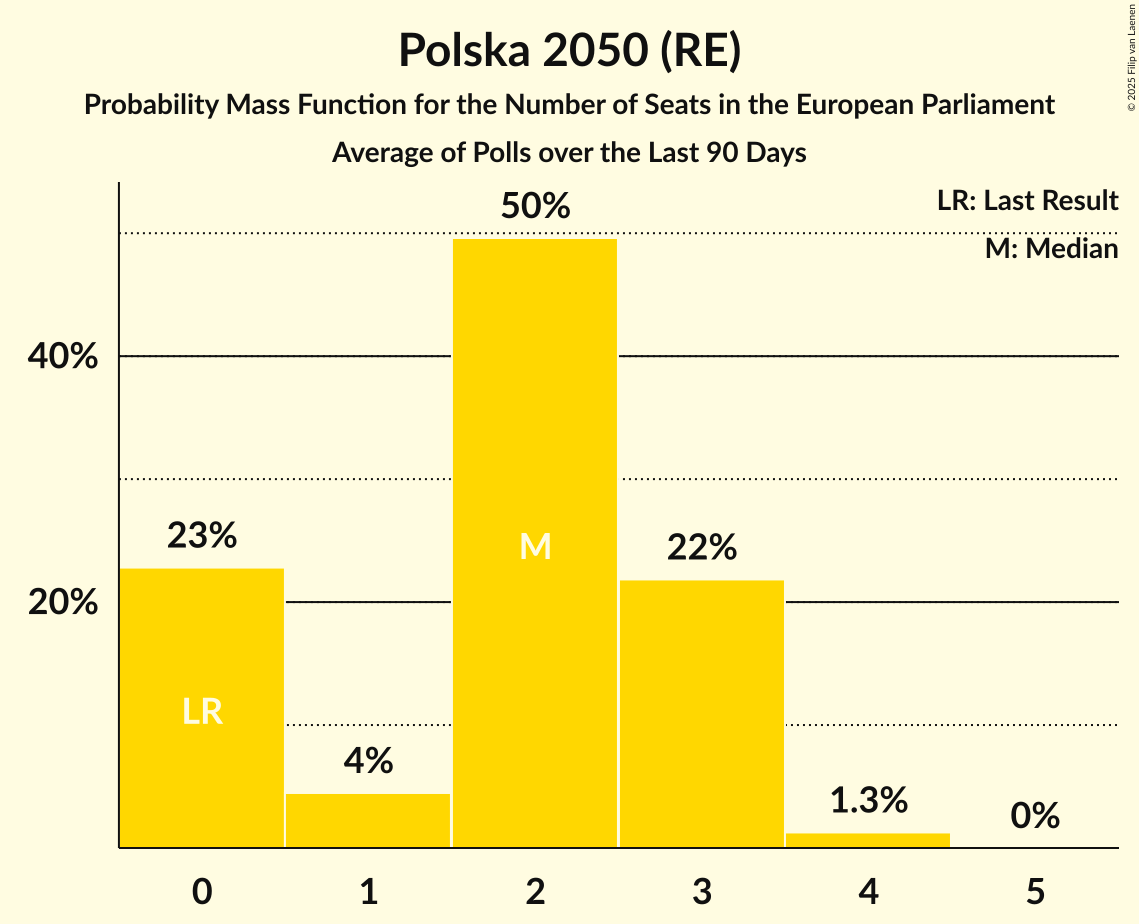 Polska 2050 (RE)
Probability Mass Function for the Number of Seats in the European Parliament
Average of Polls over the Last 90 Days
© 2025 Filip van Laenen
LR: Last Result
M: Median
50%
40%
23%
M
22%
20%
LR
4%
1.3%
0%
0 1 2 3 4 5